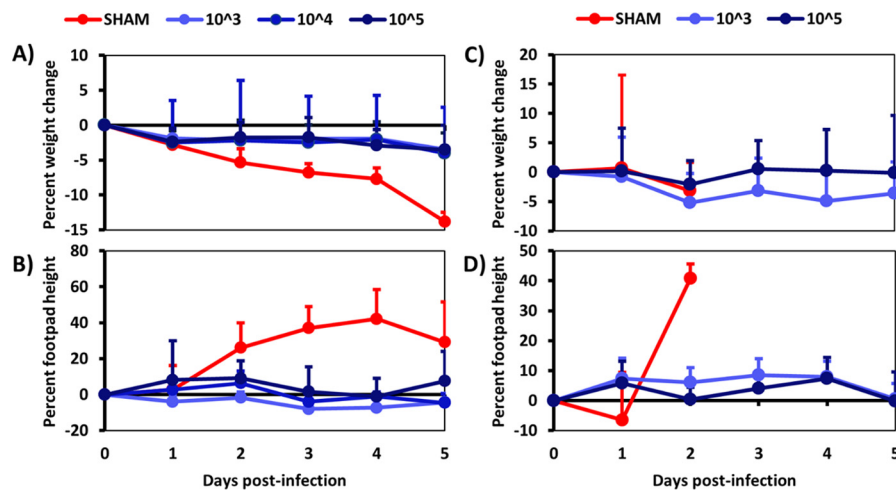 SHAM 10^3 10^4 10^5
SHAM 10^3 10^5
A)
Percent weight change
10
5
0
-5
-10
-15
B)
Percent footpad height
80
60
40
20
0
-20
0 1 2 3 4 5
Days post-infection
C)
Percent weight change
20
15
10
5
0
-5
-10
D)
Percent footpad height
50
40
30
20
10
0
-10
0 1 2 3 4 5
Days post-infection